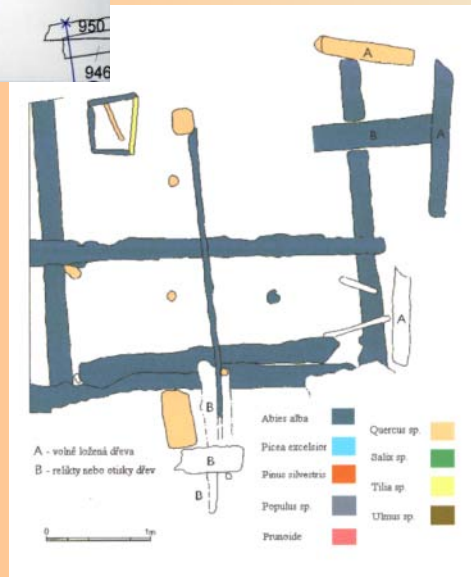 950
946
A
B
A
A
B
B
B
A - volně ložená dřeva
B - relikty nebo otisky dřev
0 1m
Abies alba
Picea excelsior
Pinus silvestris
Populus sp.
Prunoide
Quercus sp.
Salix sp.
Tilia sp.
Ulmus sp.